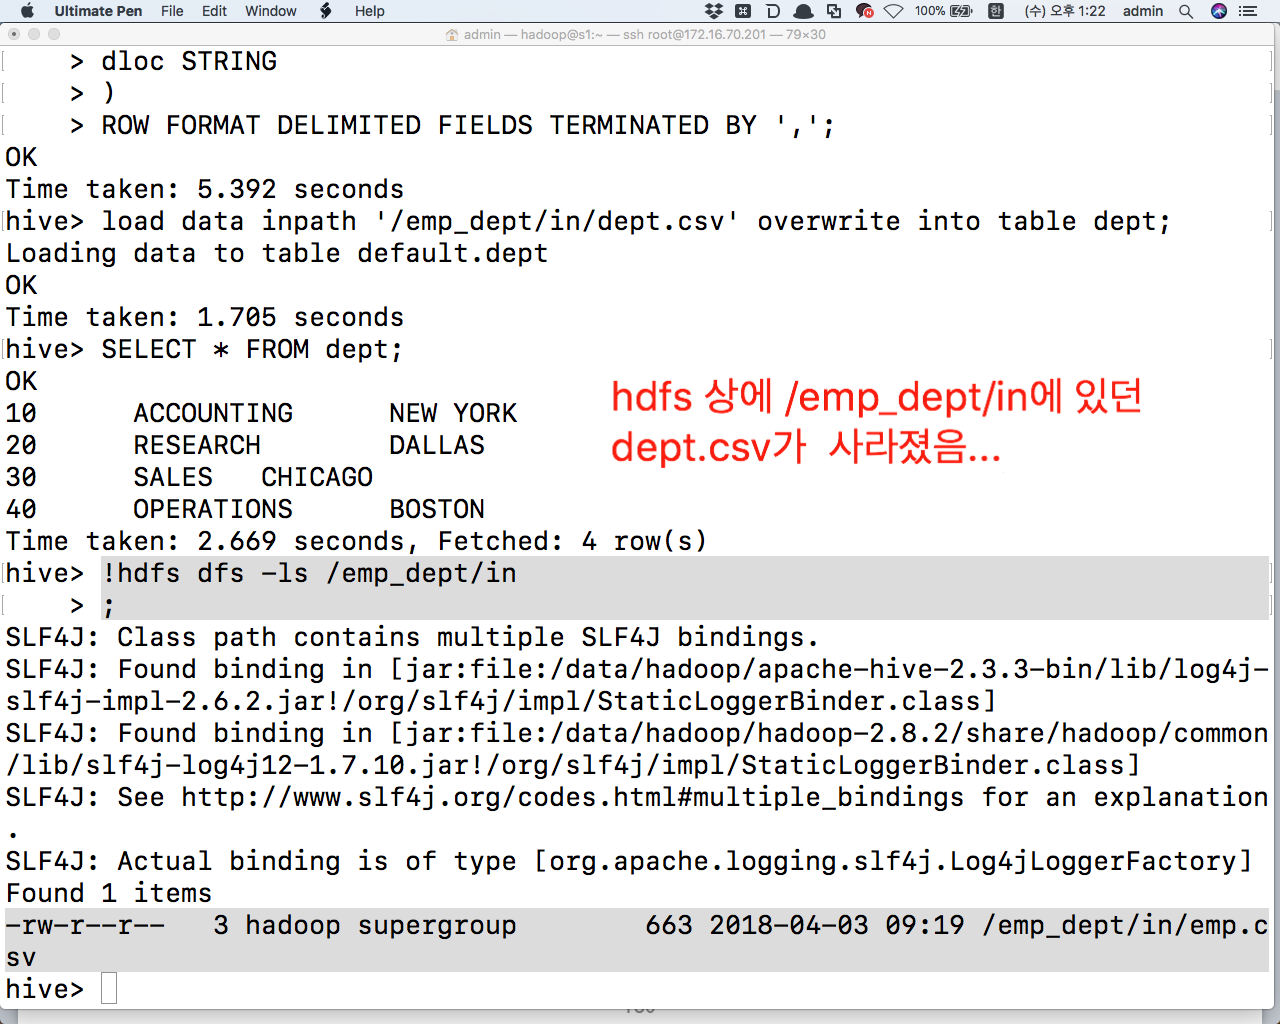 Ultimate Pen File Edit Window Help 100% 한 (수) 오후 1:22 admin
admin — hadoop@s1:~ — ssh root@172.16.70.201 — 79×30
> dloc STRING
> )
> ROW FORMAT DELIMITED FIELDS TERMINATED BY ',';
OK
Time taken: 5.392 seconds
hive> load data inpath '/emp_dept/in/dept.csv' overwrite into table dept;
Loading data to table default.dept
OK
Time taken: 1.705 seconds
hive> SELECT * FROM dept;
OK
10 ACCOUNTING NEW YORK
20 RESEARCH DALLAS
30 SALES CHICAGO
40 OPERATIONS BOSTON
hdfs 상에 /emp_dept/in에 있던
dept.csv가 사라졌음...
Time taken: 2.669 seconds, Fetched: 4 row(s)
hive> !hdfs dfs -ls /emp_dept/in
> ;
SLF4J: Class path contains multiple SLF4J bindings.
SLF4J: Found binding in [jar:file:/data/hadoop/apache-hive-2.3.3-bin/lib/log4j-
slf4j-impl-2.6.2.jar!/org/slf4j/impl/StaticLoggerBinder.class]
SLF4J: Found binding in [jar:file:/data/hadoop/hadoop-2.8.2/share/hadoop/common
/lib/slf4j-log4j12-1.7.10.jar!/org/slf4j/impl/StaticLoggerBinder.class]
SLF4J: See http://www.slf4j.org/codes.html#multiple_bindings for an explanation
.
SLF4J: Actual binding is of type [org.apache.logging.slf4j.Log4jLoggerFactory]
Found 1 items
-rw-r--r-- 3 hadoop supergroup 663 2018-04-03 09:19 /emp_dept/in/emp.c
sv
hive>